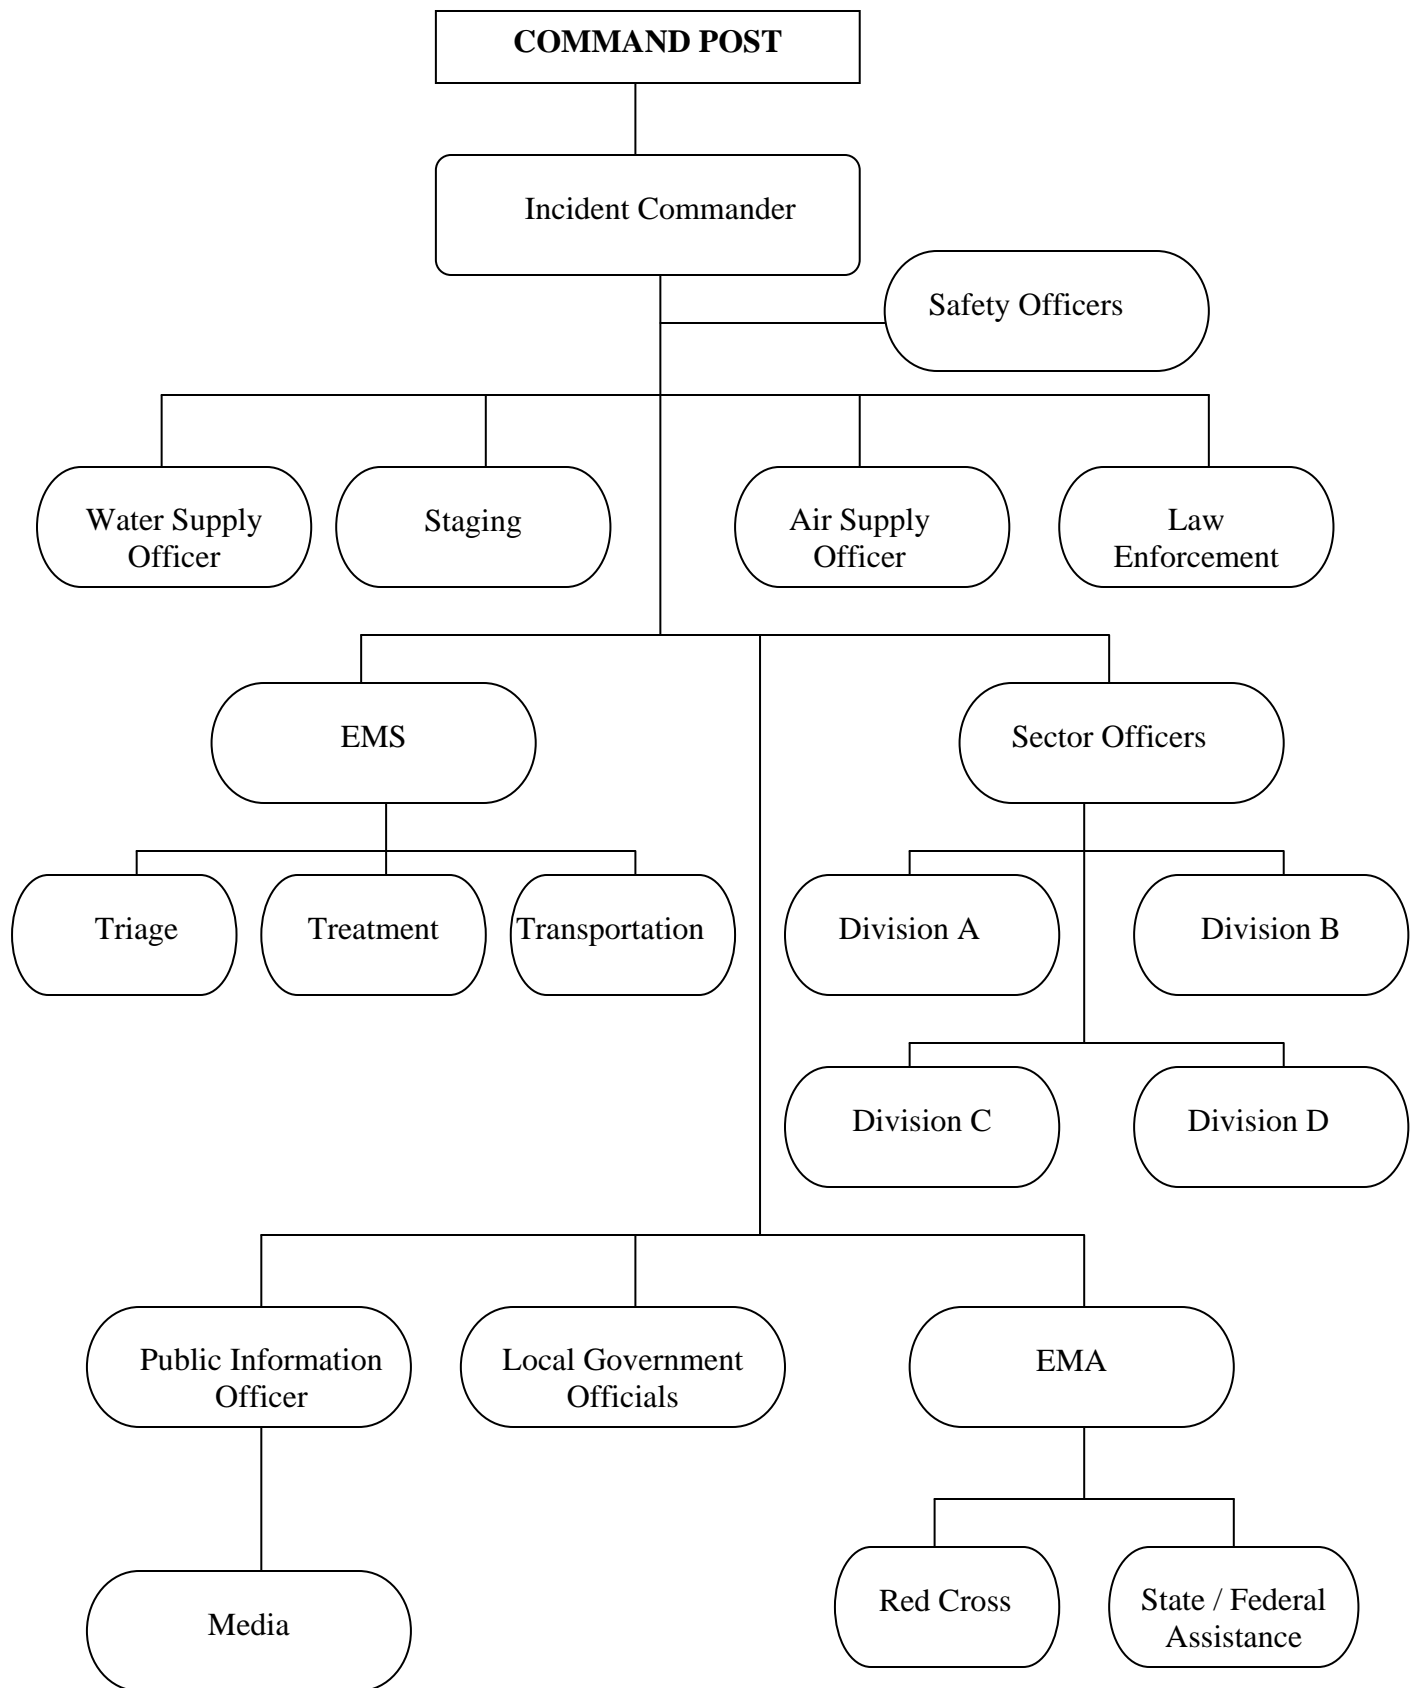 COMMAND POST
Incident Commander
Safety Officers
Water Supply
Officer
Staging
Air Supply
Officer
Law
Enforcement
EMS
Sector Officers
Triage
Treatment
Transportation
Division A
Division B
Division C
Division D
Public Information
Officer
Local Government
Officials
EMA
Media
Red Cross
State / Federal
Assistance